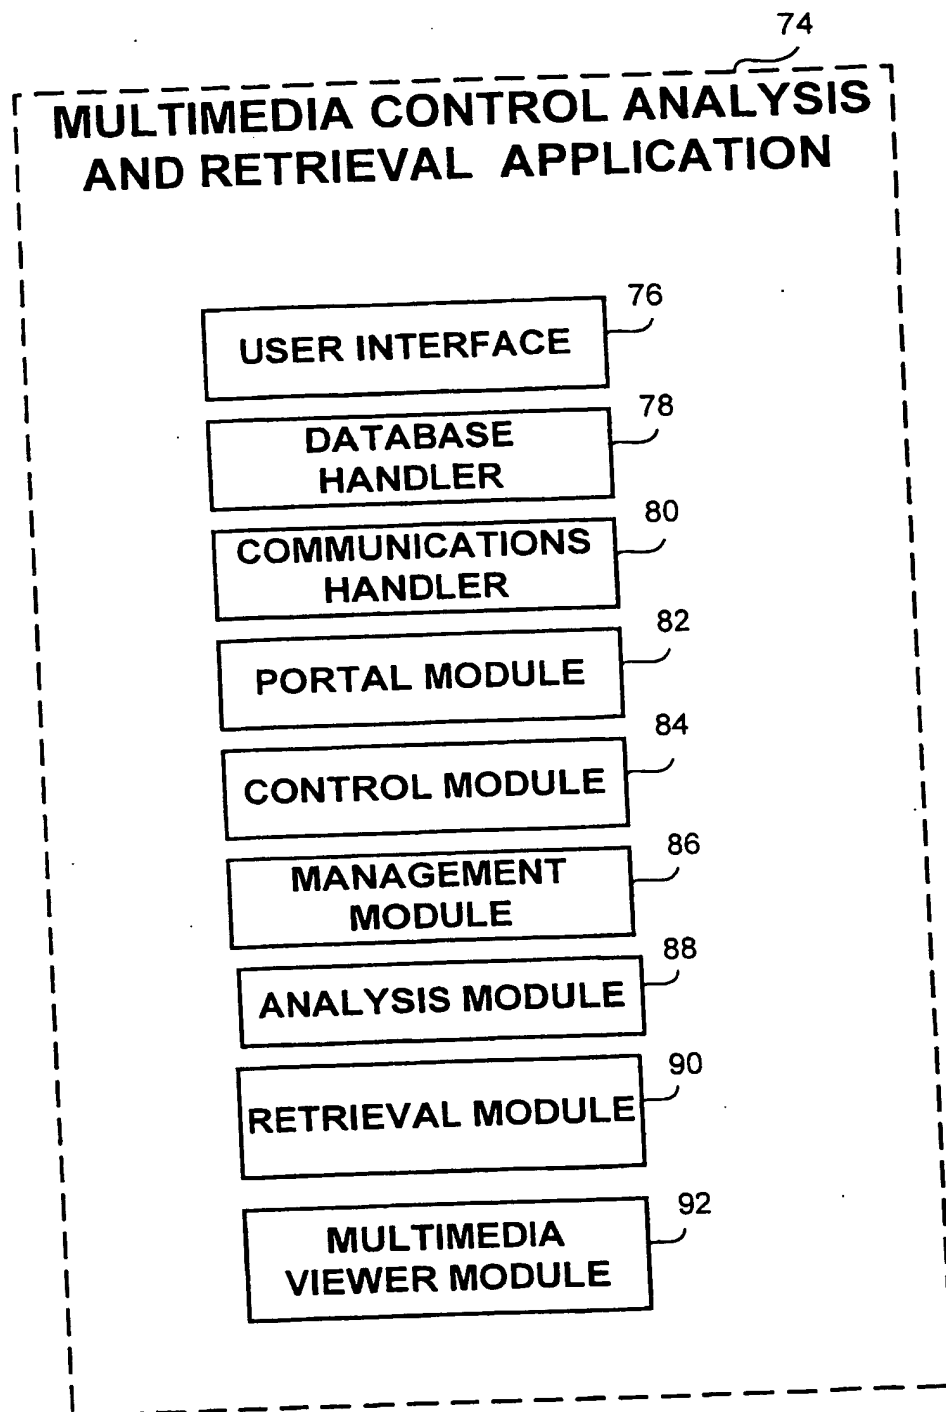 74
MULTIMEDIA CONTROL ANALYSIS
AND RETRIEVAL APPLICATION
76
USER INTERFACE
78
DATABASE
HANDLER
80
COMMUNICATIONS
HANDLER
82
PORTAL MODULE
84
CONTROL MODULE
86
MANAGEMENT
MODULE
88
ANALYSIS MODULE
90
RETRIEVAL MODULE
92
MULTIMEDIA
VIEWER MODULE